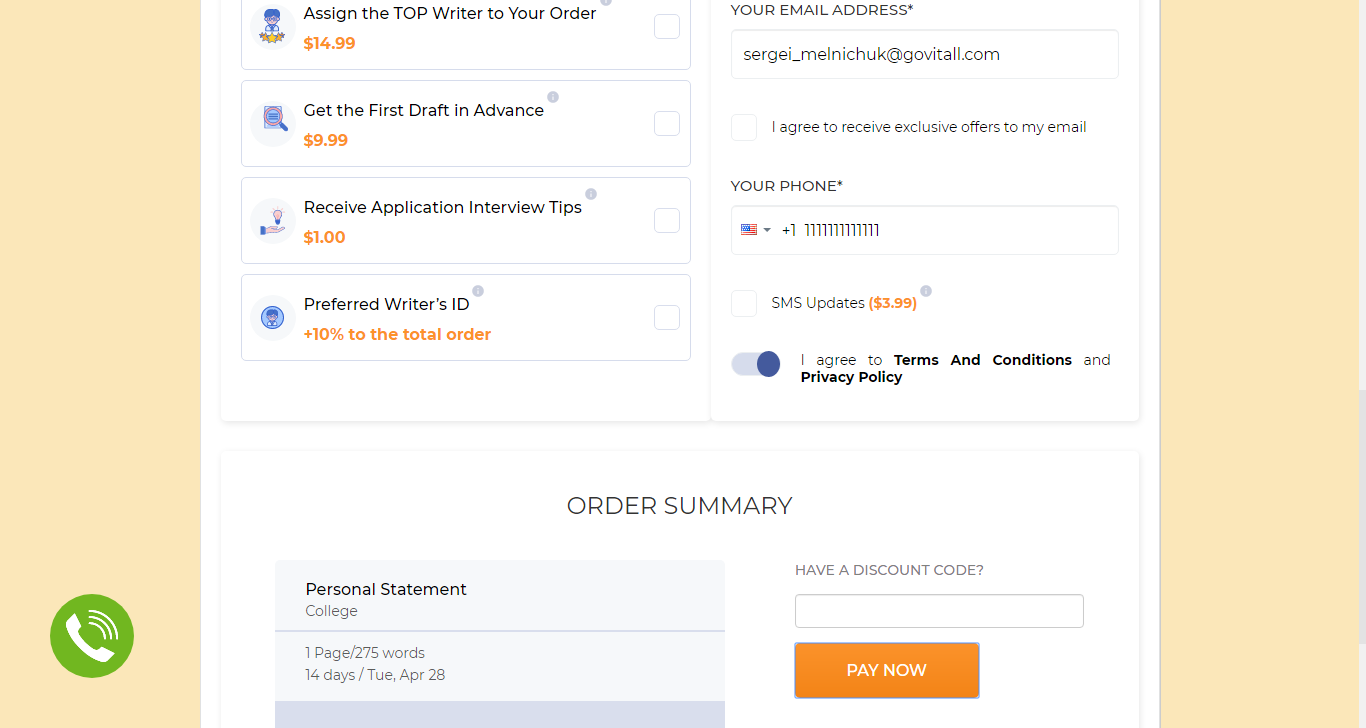 Assign the TOP Writer to Your Order
$14.99
Get the First Draft in Advance
$9.99
Receive Application Interview Tips
$1.00
Preferred Writer’s ID
+10% to the total order
YOUR EMAIL ADDRESS*
sergei_melnichuk@govitall.com
I agree to receive exclusive offers to my email
YOUR PHONE*
+1 1111111111111
SMS Updates ($3.99)
I agree to Terms And Conditions and
Privacy Policy
ORDER SUMMARY
Personal Statement
College
1 Page/275 words
14 days / Tue, Apr 28
HAVE A DISCOUNT CODE?
PAY NOW